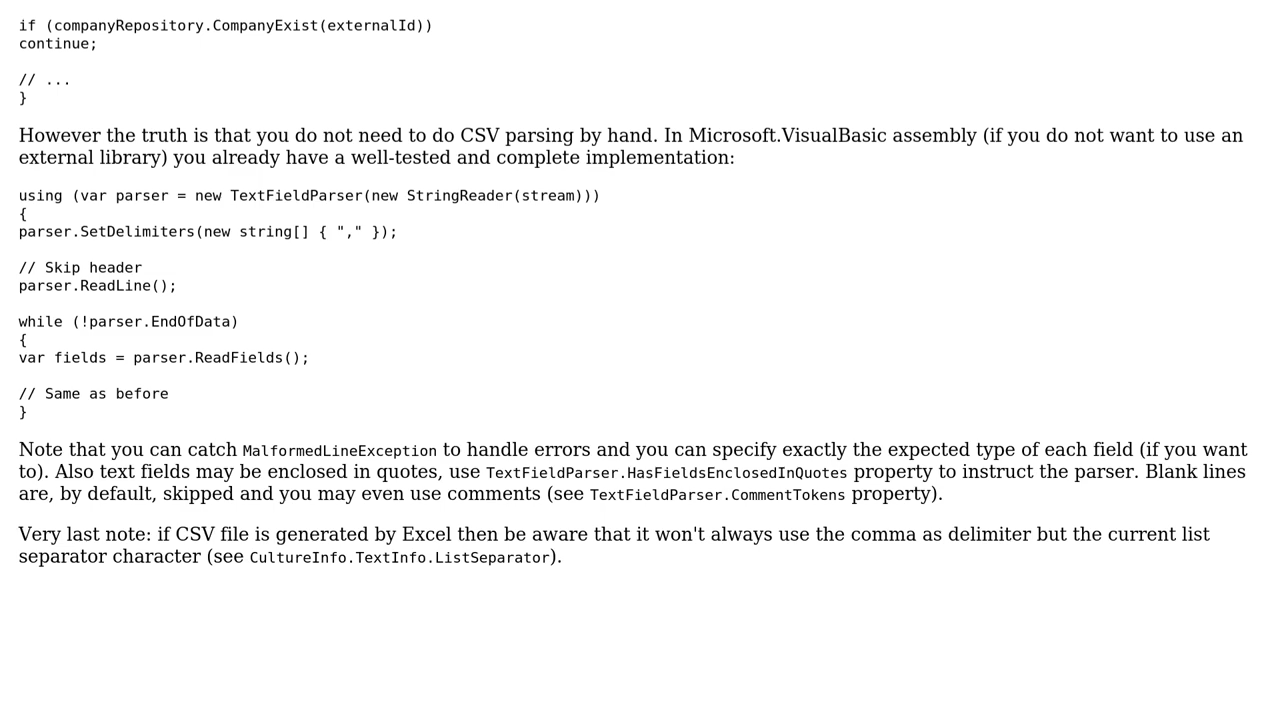 if (companyRepository.CompanyExist(externalId))
continue;
// ...
}
However the truth is that you do not need to do CSV parsing by hand. In Microsoft.VisualBasic assembly (if you do not want to use an
external library) you already have a well-tested and complete implementation:
using (var parser = new TextFieldParser(new StringReader(stream)))
{
parser.SetDelimiters(new string[] { "," });
// Skip header
parser.ReadLine();
while (!parser.EndOfData)
{
var fields = parser.ReadFields();
// Same as before
}
Note that you can catch MalformedLineException to handle errors and you can specify exactly the expected type of each field (if you want
to). Also text fields may be enclosed in quotes, use TextFieldParser.HasFieldsEnclosedInQuotes property to instruct the parser. Blank lines
are, by default, skipped and you may even use comments (see TextFieldParser.CommentTokens property).
Very last note: if CSV file is generated by Excel then be aware that it won't always use the comma as delimiter but the current list
separator character (see CultureInfo.TextInfo.ListSeparator).